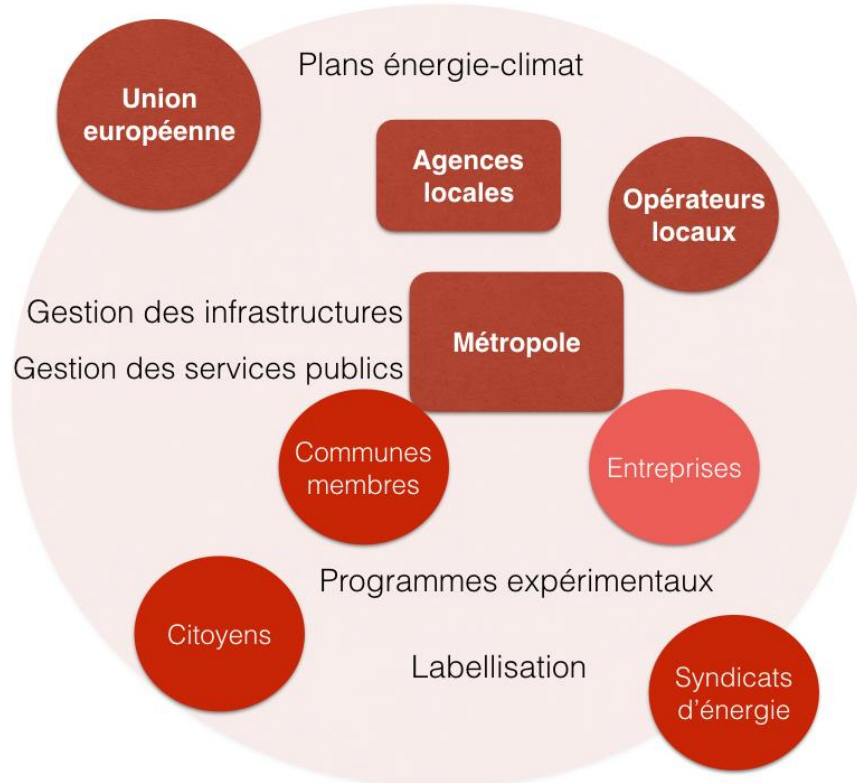 Plans énergie-climat
Union
européenne
Agences
locales
Opérateurs
locaux
Gestion des infrastructures
Métropole
Gestion des services publics
Communes
membres
Entreprises
Programmes expérimentaux
Citoyens
Labellisation
Syndicats
d'énergie